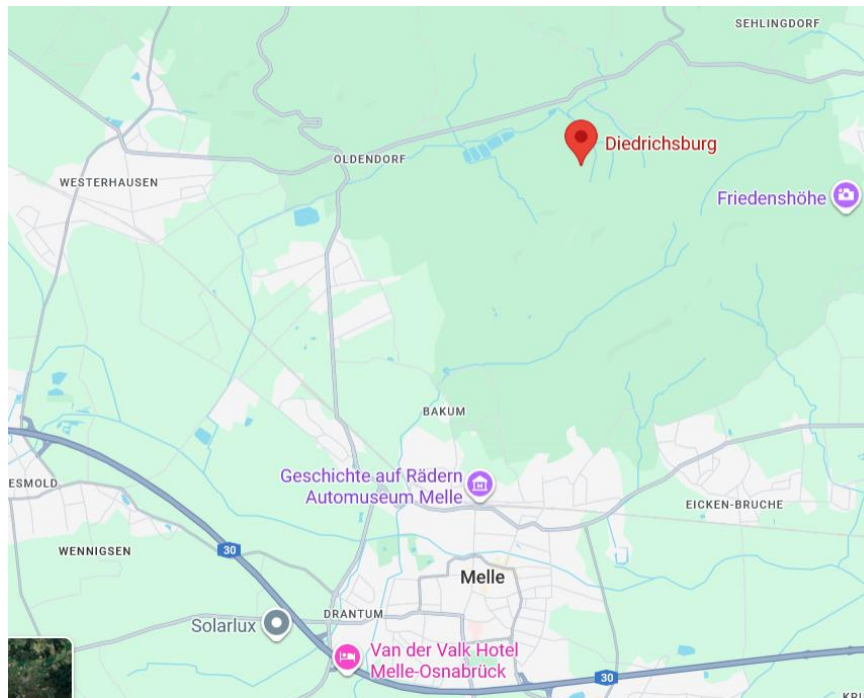 SEHLINGDORF
Diedrichsburg
OLDENDORF
WESTERHAUSEN
Friedenshöhe
BAKUM
Geschichte auf Rädern
Automuseum Melle
ESMOLD
EICKEN-BRUCHE
WENNIGSEN
30
Melle
DRANTUM
Solarlux
Van der Valk Hotel
Melle-Osnabrück
30
KRU